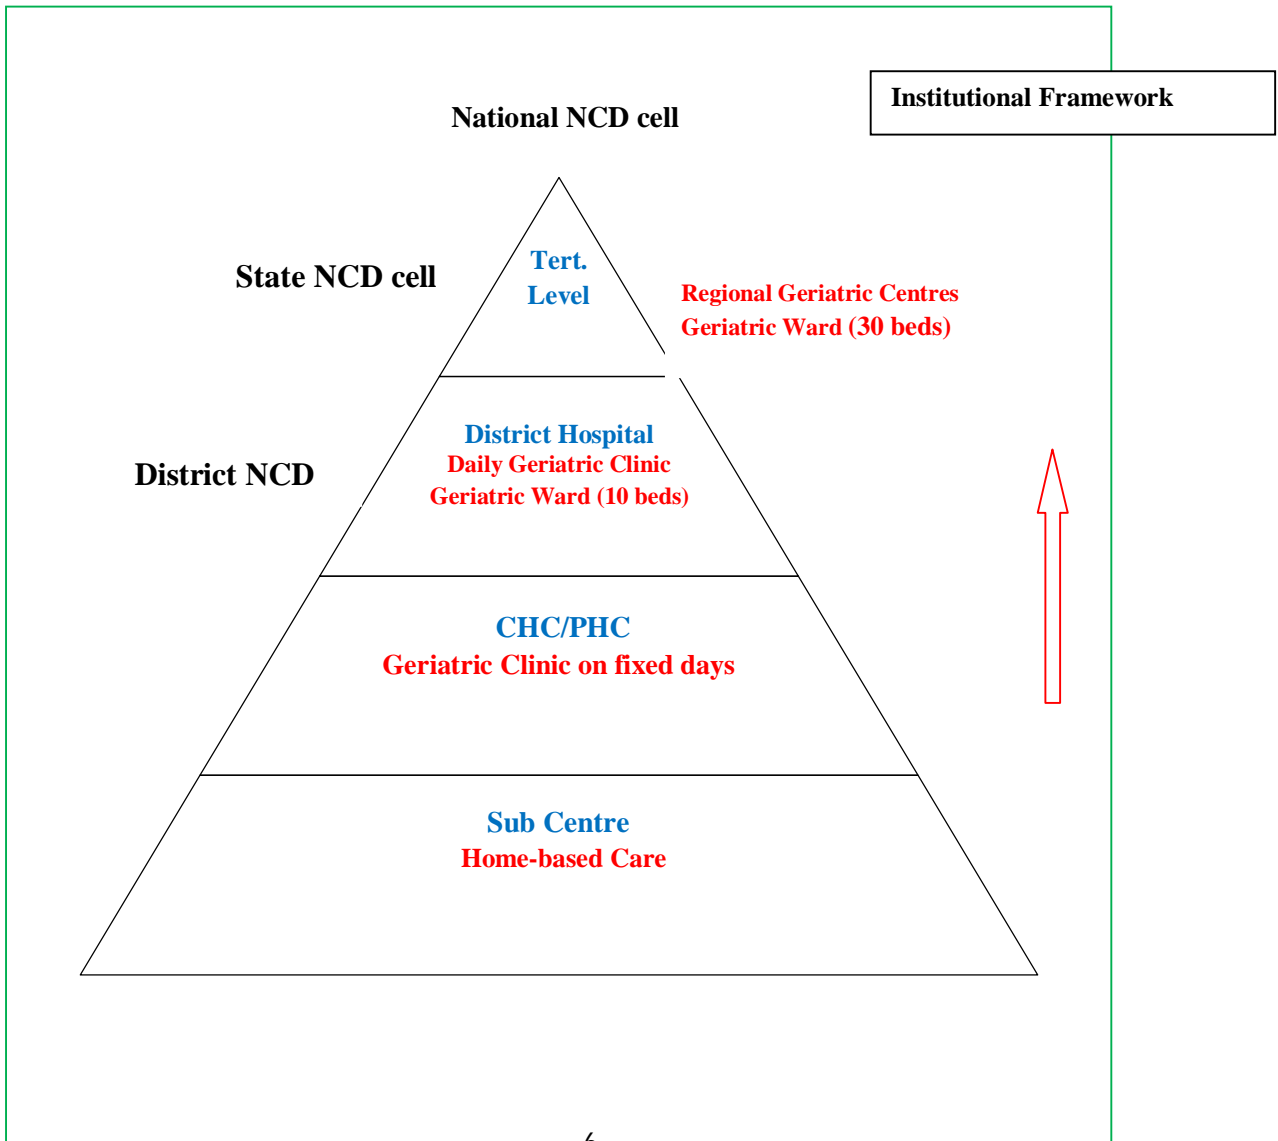 Institutional Framework
National NCD cell
State NCD cell
Tert.
Level
Regional Geriatric Centres
Geriatric Ward (30 beds)
District NCD
District Hospital
Daily Geriatric Clinic
Geriatric Ward (10 beds)
CHC/PHC
Geriatric Clinic on fixed days
Sub Centre
Home-based Care